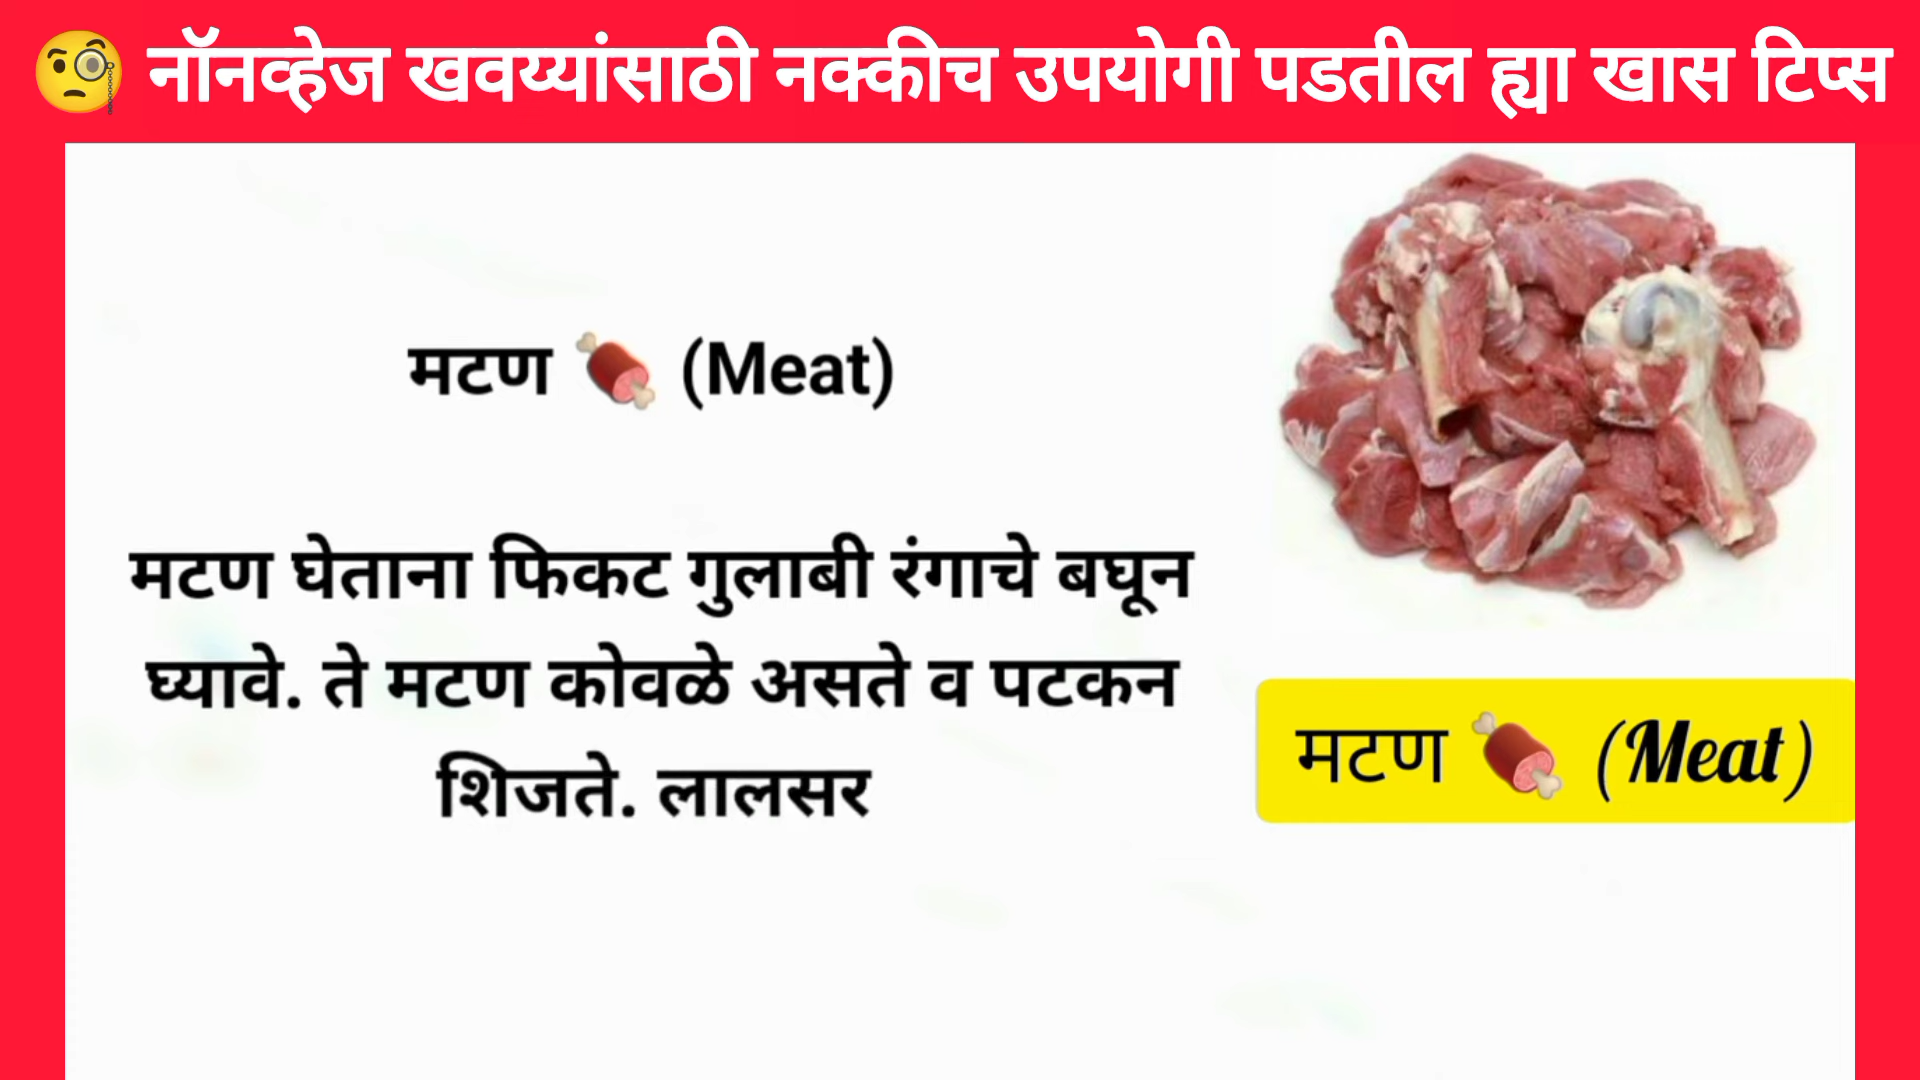 🧐 नॉनव्हेज खवय्यांसाठी नक्कीच उपयोगी पडतील ह्या खास टिप्स
मटण 🍖 (Meat)
मटण घेताना फिकट गुलाबी रंगाचे बघून
घ्यावे. ते मटण कोवळे असते व पटकन
शिजते. लालसर
मटण 🍖 (Meat)